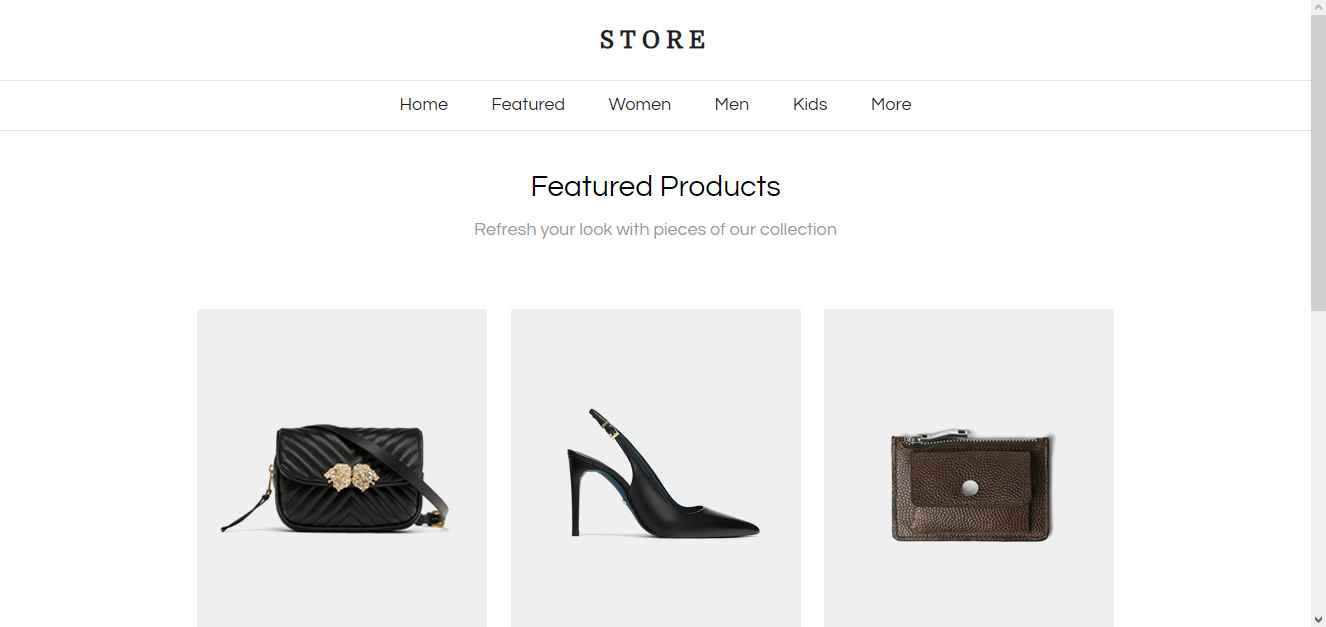 STORE
Home Featured Women Men Kids More
Featured Products
Refresh your look with pieces of our collection